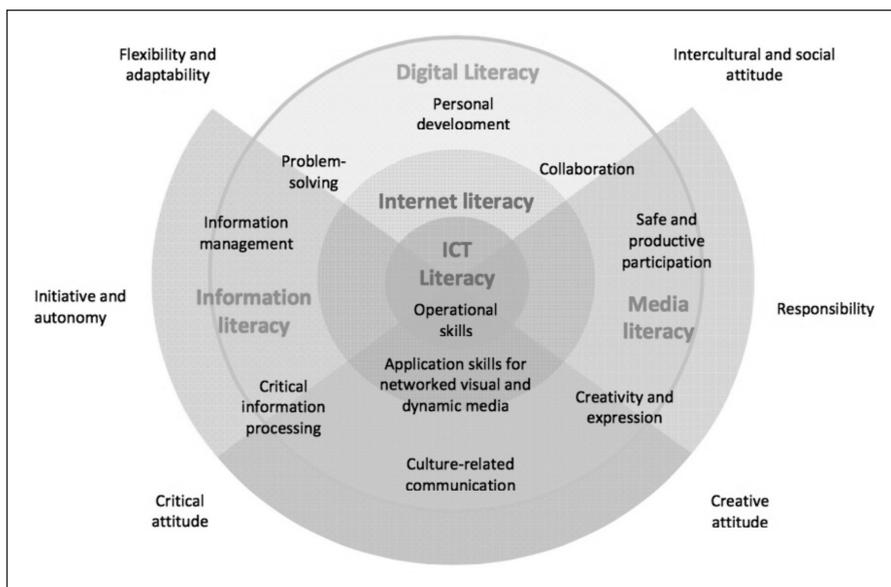 Flexibility and
adaptability
Intercultural and social
attitude
Digital Literacy
Personal
development
Problem-
solving
Collaboration
Internet literacy
Information
management
Safe and
productive
participation
ICT
Literacy
Initiative and
autonomy
Information
literacy
Operational
skills
Media
literacy
Responsibility
Application skills for
networked visual and
dynamic media
Critical
information
processing
Creativity and
expression
Culture-related
communication
Critical
attitude
Creative
attitude